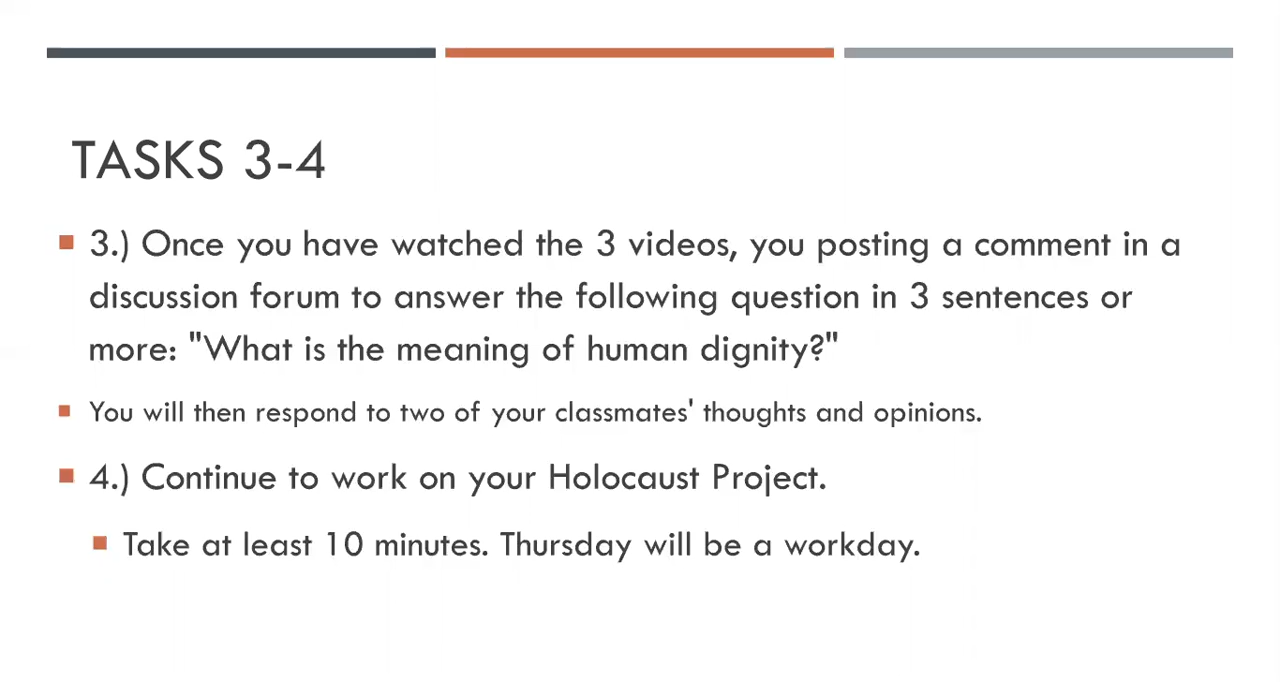 TASKS 3-4
3.) Once you have watched the 3 videos, you posting a comment in a
discussion forum to answer the following question in 3 sentences or
more: "What is the meaning of human dignity?"
You will then respond to two of your classmates' thoughts and opinions.
4.) Continue to work on your Holocaust Project.
Take at least 10 minutes. Thursday will be a workday.